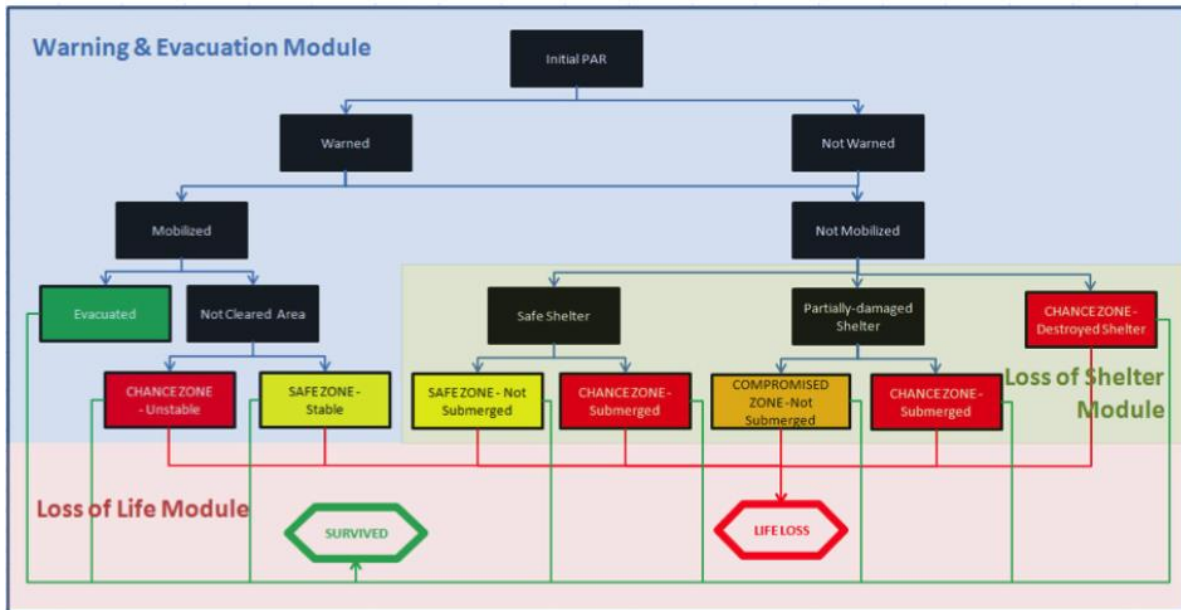 Warning & Evacuation Module
Initial PAR
Warned
Not Warned
Mobilized
Not Mobilized
Evacuated
Not Cleared Area
Safe Shelter
Partially-damaged
Shelter
CHANCE ZONE -
Destroyed Shelter
CHANCE ZONE
- Unstable
SAFE ZONE -
Stable
SAFE ZONE - Not
Submerged
CHANCE ZONE -
Submerged
COMPROMISED
ZONE - Not
Submerged
CHANCE ZONE -
Submerged
Loss of Shelter
Module
Loss of Life Module
SURVIVED
LIFE LOSS